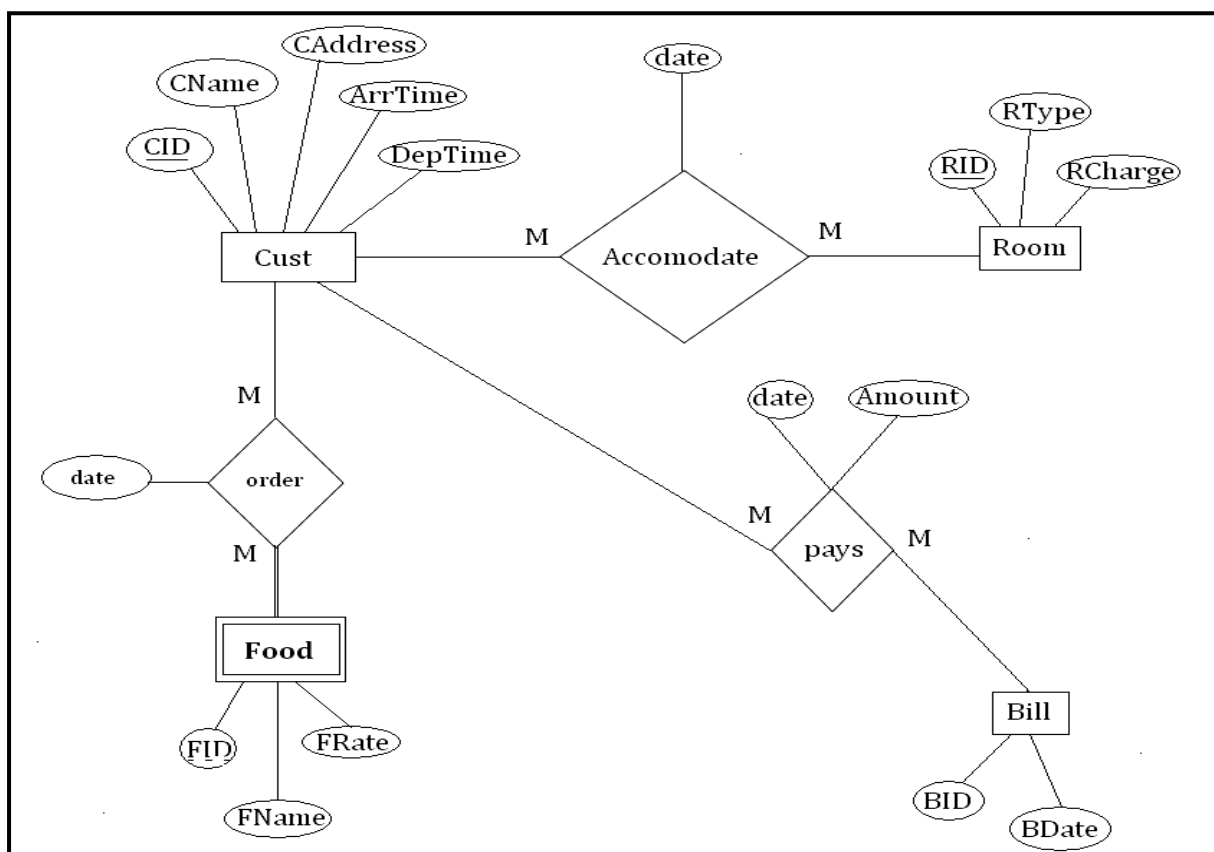 CAddress
date
CName
ArrTime
RType
CID
DepTime
RID
RCharge
Cust
M
Accomodate
M
Room
M
date
Amount
date
order
M
M
pays
M
Food
Bill
FID
FRate
BID
FName
BDate